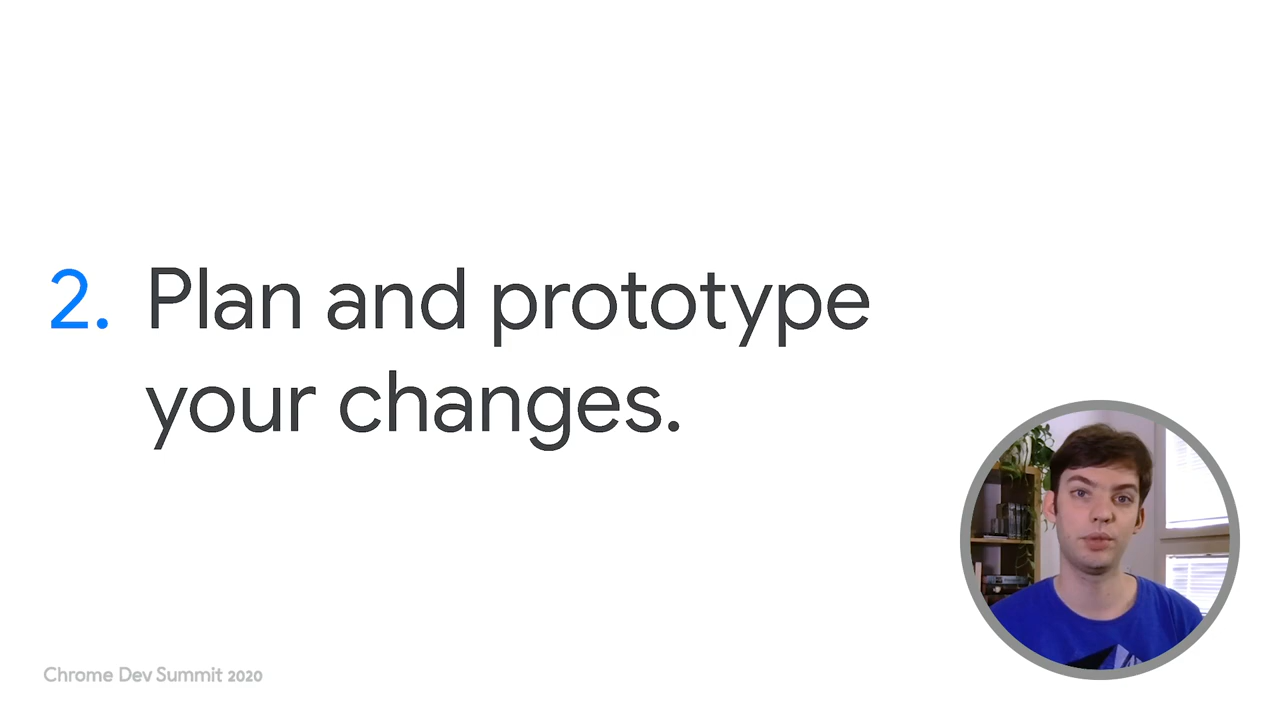 2. Plan and prototype
your changes.
Chrome Dev Summit 2020